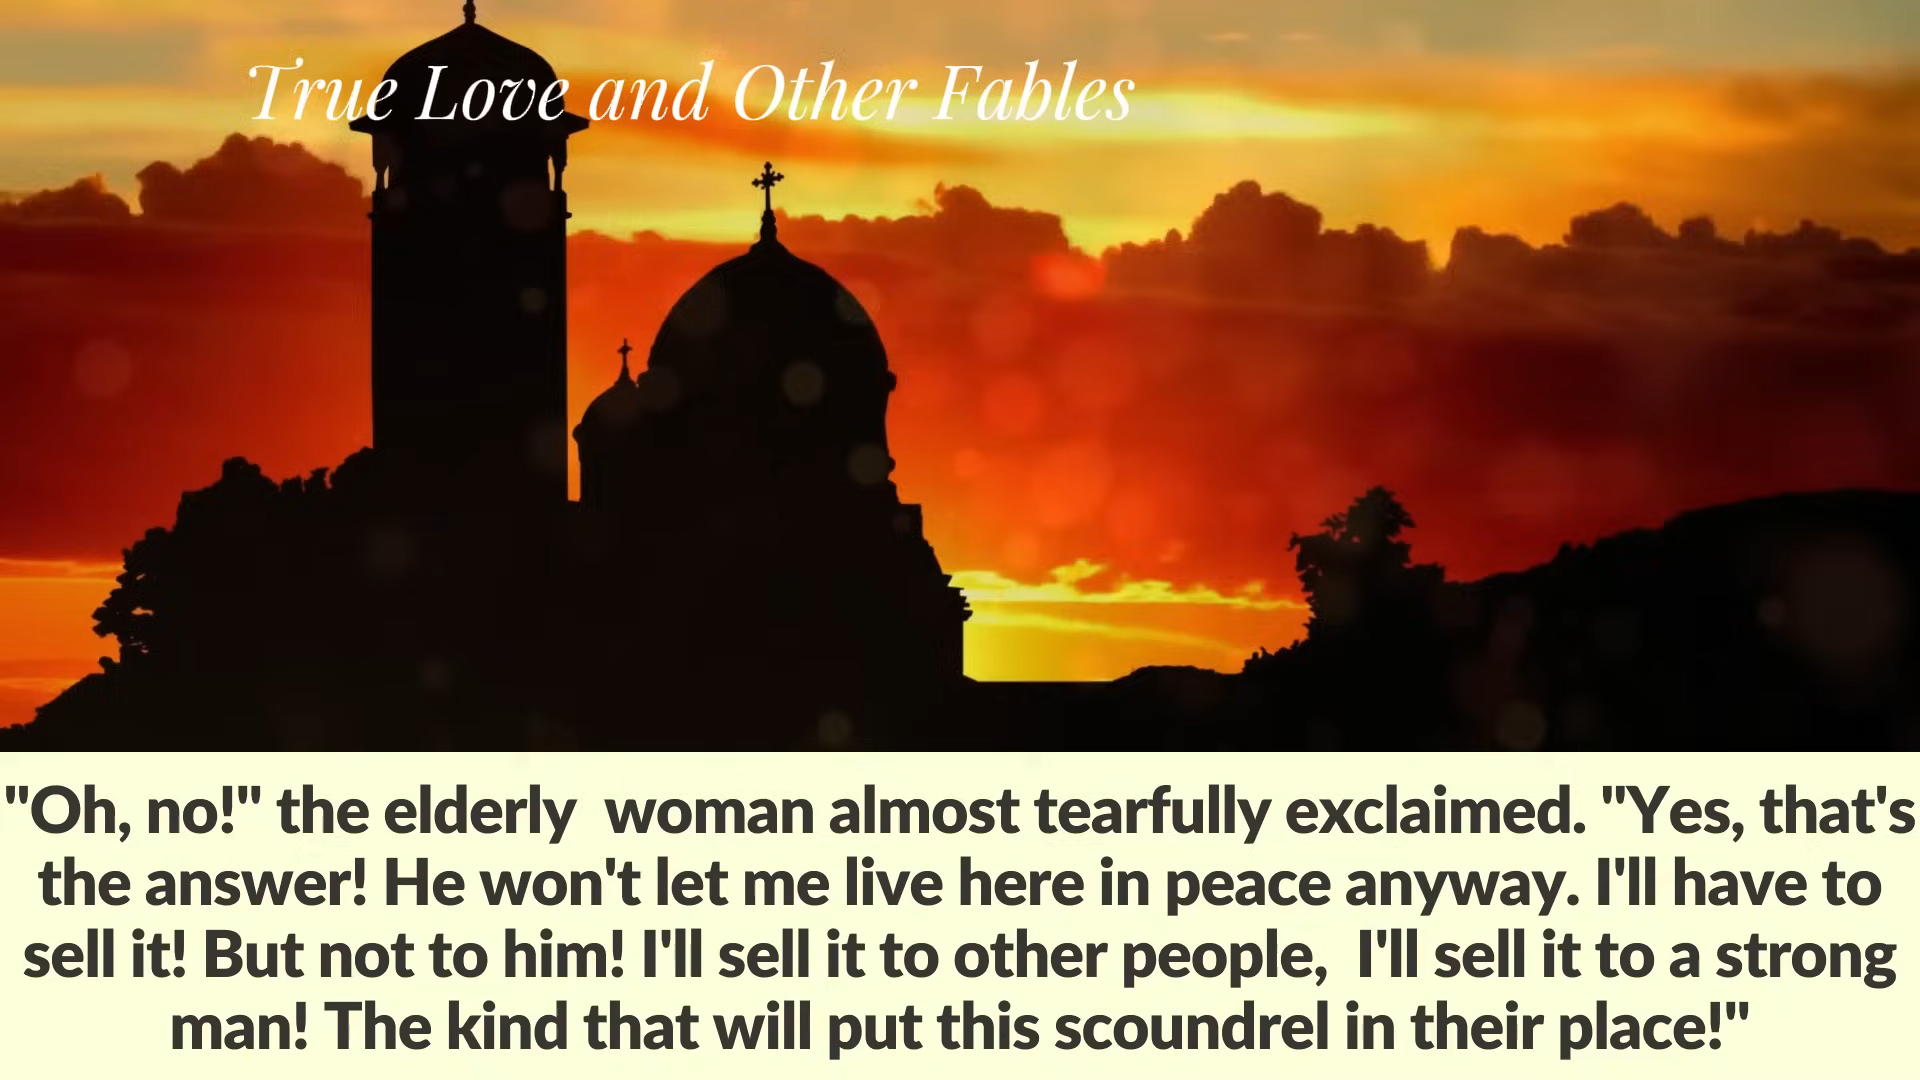 True Love and Other Fables
"Oh, no!" the elderly  woman almost tearfully exclaimed. "Yes, that's
the answer! He won't let me live here in peace anyway. I'll have to
sell it! But not to him! I'll sell it to other people,  I'll sell it to a strong
man! The kind that will put this scoundrel in their place!"